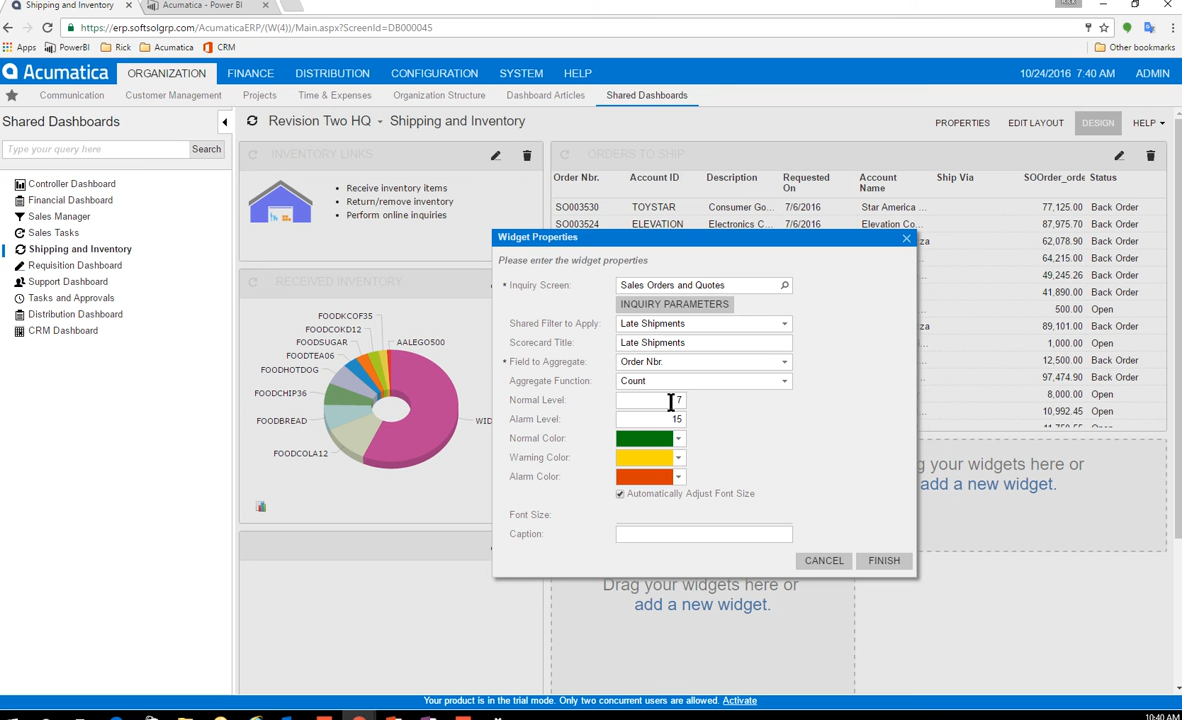 Shipping and Inventory
Acumatica - Power BI
Rick
https://erp.softsolgrp.com/AcumaticaERP/(W(4))/Main.aspx?ScreenId=DB000045
Apps PowerBI Rick Acumatica CRM Other bookmarks
Acumatica ORGANIZATION FINANCE DISTRIBUTION CONFIGURATION SYSTEM HELP 10/24/2016 7:40 AM ADMIN
Communication Customer Management Projects Time & Expenses Organization Structure Dashboard Articles Shared Dashboards
Shared Dashboards
Revision Two HQ - Shipping and Inventory
PROPERTIES EDIT LAYOUT DESIGN HELP
Type your query here Search
Controller Dashboard
Financial Dashboard
Sales Manager
Sales Tasks
Shipping and Inventory
Requisition Dashboard
Support Dashboard
Tasks and Approvals
Distribution Dashboard
CRM Dashboard
INVENTORY LINKS
• Receive inventory items
• Return/remove inventory
• Perform online inquiries
RECEIVED INVENTORY
FOODKCOF35
FOODCOKD12
FOODSUGAR
AALEGO500
FOODTEA06
FOODHOTDOG
FOODCHIP36
FOODBREAD
WID
FOODCOLA12
ORDERS TO SHIP
Order Nbr. Account ID Description Requested On Account Name Ship Via SOOrder_orde Status
SO003530 TOYSTAR Consumer Go... 7/6/2016 Star America ... 77,125.00 Back Order
SO003524 ELEVATION Electronics C... 7/6/2016 Elevation Co... 87,975.70 Back Order
za 62,078.90 Back Order
64,215.00 Back Order
49,245.26 Back Order
41,890.00 Back Order
500.00 Open
za 89,101.00 Back Order
1,000.00 Open
12,500.00 Back Order
97,474.90 Back Order
8,000.00 Open
10,992.45 Open
Widget Properties
Please enter the widget properties
* Inquiry Screen: Sales Orders and Quotes
INQUIRY PARAMETERS
Shared Filter to Apply: Late Shipments
Scorecard Title: Late Shipments
* Field to Aggregate: Order Nbr.
Aggregate Function: Count
Normal Level: 7
Alarm Level: 15
Normal Color:
Warning Color:
Alarm Color:
Automatically Adjust Font Size
Font Size:
Caption:
CANCEL FINISH
g your widgets here or
add a new widget.
Drag your widgets here or
add a new widget.
Your product is in the trial mode. Only two concurrent users are allowed. Activate
10:40 AM